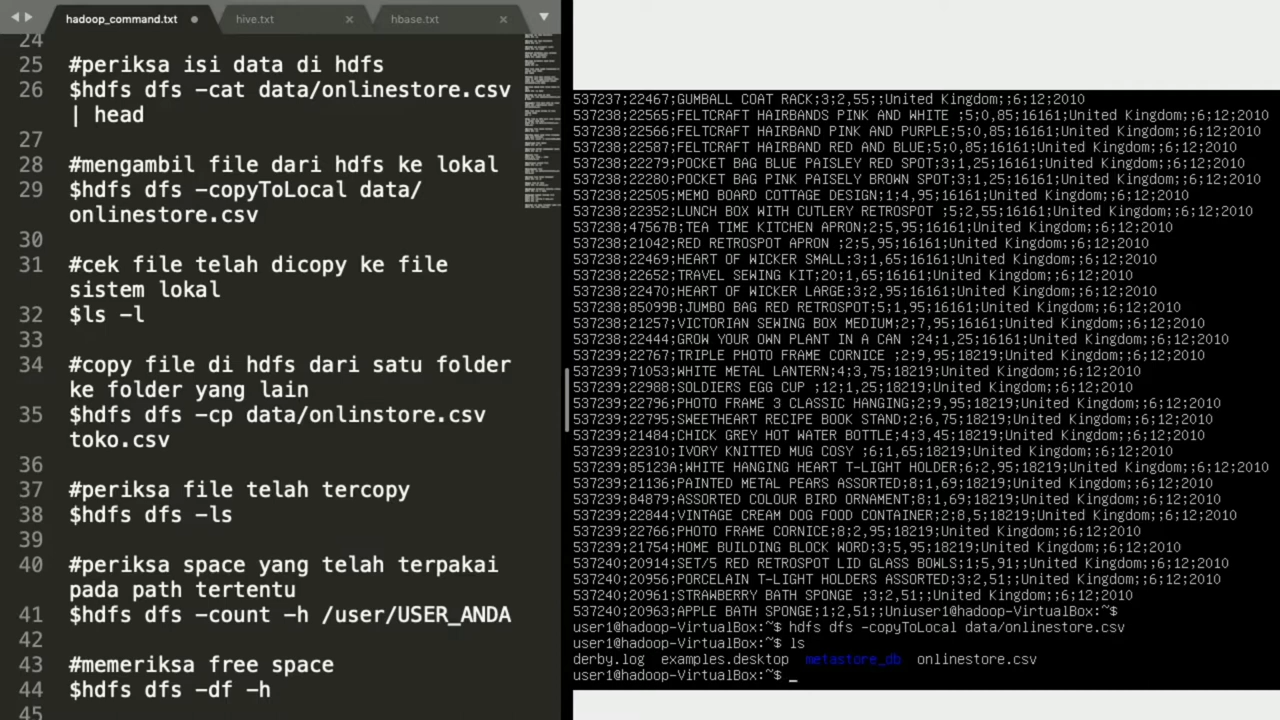 hadoop_command.txt
hive.txt
hbase.txt
24
25 #periksa isi data di hdfs
26 $hdfs dfs -cat data/onlinestore.csv
| head
27
28 #mengambil file dari hdfs ke lokal
29 $hdfs dfs -copyToLocal data/
onlinestore.csv
30
31 #cek file telah dicopy ke file
sistem lokal
32 $ls -l
33
34 #copy file di hdfs dari satu folder
ke folder yang lain
35 $hdfs dfs -cp data/onlinstore.csv
toko.csv
36
37 #periksa file telah tercopy
38 $hdfs dfs -ls
39
40 #periksa space yang telah terpakai
pada path tertentu
41 $hdfs dfs -count -h /user/USER_ANDA
42
43 #memeriksa free space
44 $hdfs dfs -df -h
45
537237;22467;GUMBALL COAT RACK;3;2,55;;United Kingdom;;6;12;2010
537238;22565;FELTCRAFT HAIRBANDS PINK AND WHITE ;5;0,85;16161;United Kingdom;;6;12;2010
537238;22566;FELTCRAFT HAIRBAND PINK AND PURPLE;5;0,85;16161;United Kingdom;;6;12;2010
537238;22587;FELTCRAFT HAIRBAND RED AND BLUE;5;0,85;16161;United Kingdom;;6;12;2010
537238;22279;POCKET BAG BLUE PAISLEY RED SPOT;3;1,25;16161;United Kingdom;;6;12;2010
537238;22280;POCKET BAG PINK PAISELY BROWN SPOT;3;1,25;16161;United Kingdom;;6;12;2010
537238;22505;MEMO BOARD COTTAGE DESIGN;1;4,95;16161;United Kingdom;;6;12;2010
537238;22352;LUNCH BOX WITH CUTLERY RETROSPOT ;5;2,55;16161;United Kingdom;;6;12;2010
537238;47567B;TEA TIME KITCHEN APRON;2;5,95;16161;United Kingdom;;6;12;2010
537238;21042;RED RETROSPOT APRON ;2;5,95;16161;United Kingdom;;6;12;2010
537238;22469;HEART OF WICKER SMALL;3;1,65;16161;United Kingdom;;6;12;2010
537238;22652;TRAVEL SEWING KIT;20;1,65;16161;United Kingdom;;6;12;2010
537238;22470;HEART OF WICKER LARGE;3;2,95;16161;United Kingdom;;6;12;2010
537238;85099B;JUMBO BAG RED RETROSPOT;5;1,95;16161;United Kingdom;;6;12;2010
537238;21257;VICTORIAN SEWING BOX MEDIUM;2;7,95;16161;United Kingdom;;6;12;2010
537238;22444;GROW YOUR OWN PLANT IN A CAN ;24;1,25;16161;United Kingdom;;6;12;2010
537239;22767;TRIPLE PHOTO FRAME CORNICE ;2;9,95;18219;United Kingdom;;6;12;2010
537239;71053;WHITE METAL LANTERN;4;3,75;18219;United Kingdom;;6;12;2010
537239;22988;SOLDIERS EGG CUP ;12;1,25;18219;United Kingdom;;6;12;2010
537239;22796;PHOTO FRAME 3 CLASSIC HANGING;2;9,95;18219;United Kingdom;;6;12;2010
537239;22795;SWEETHEART RECIPE BOOK STAND;2;6,75;18219;United Kingdom;;6;12;2010
537239;21484;CHICK GREY HOT WATER BOTTLE;4;3,45;18219;United Kingdom;;6;12;2010
537239;22310;IVORY KNITTED MUG COSY ;6;1,65;18219;United Kingdom;;6;12;2010
537239;85123A;WHITE HANGING HEART T-LIGHT HOLDER;6;2,95;18219;United Kingdom;;6;12;2010
537239;21136;PAINTED METAL PEARS ASSORTED;8;1,69;18219;United Kingdom;;6;12;2010
537239;84879;ASSORTED COLOUR BIRD ORNAMENT;8;1,69;18219;United Kingdom;;6;12;2010
537239;22844;VINTAGE CREAM DOG FOOD CONTAINER;2;8,5;18219;United Kingdom;;6;12;2010
537239;22766;PHOTO FRAME CORNICE;8;2,95;18219;United Kingdom;;6;12;2010
537239;21754;HOME BUILDING BLOCK WORD;3;5,95;18219;United Kingdom;;6;12;2010
537240;20914;SET/5 RED RETROSPOT LID GLASS BOWLS;1;5,91;;United Kingdom;;6;12;2010
537240;20956;PORCELAIN T-LIGHT HOLDERS ASSORTED;3;2,51;;United Kingdom;;6;12;2010
537240;20961;STRAWBERRY BATH SPONGE ;3;2,51;;United Kingdom;;6;12;2010
537240;20963;APPLE BATH SPONGE;1;2,51;;Uniuser1@hadoop-VirtualBox:~$
user1@hadoop-VirtualBox:~$ hdfs dfs -copyToLocal data/onlinestore.csv
user1@hadoop-VirtualBox:~$ ls
derby.log examples.desktop metastore_db onlinestore.csv
user1@hadoop-VirtualBox:~$ _